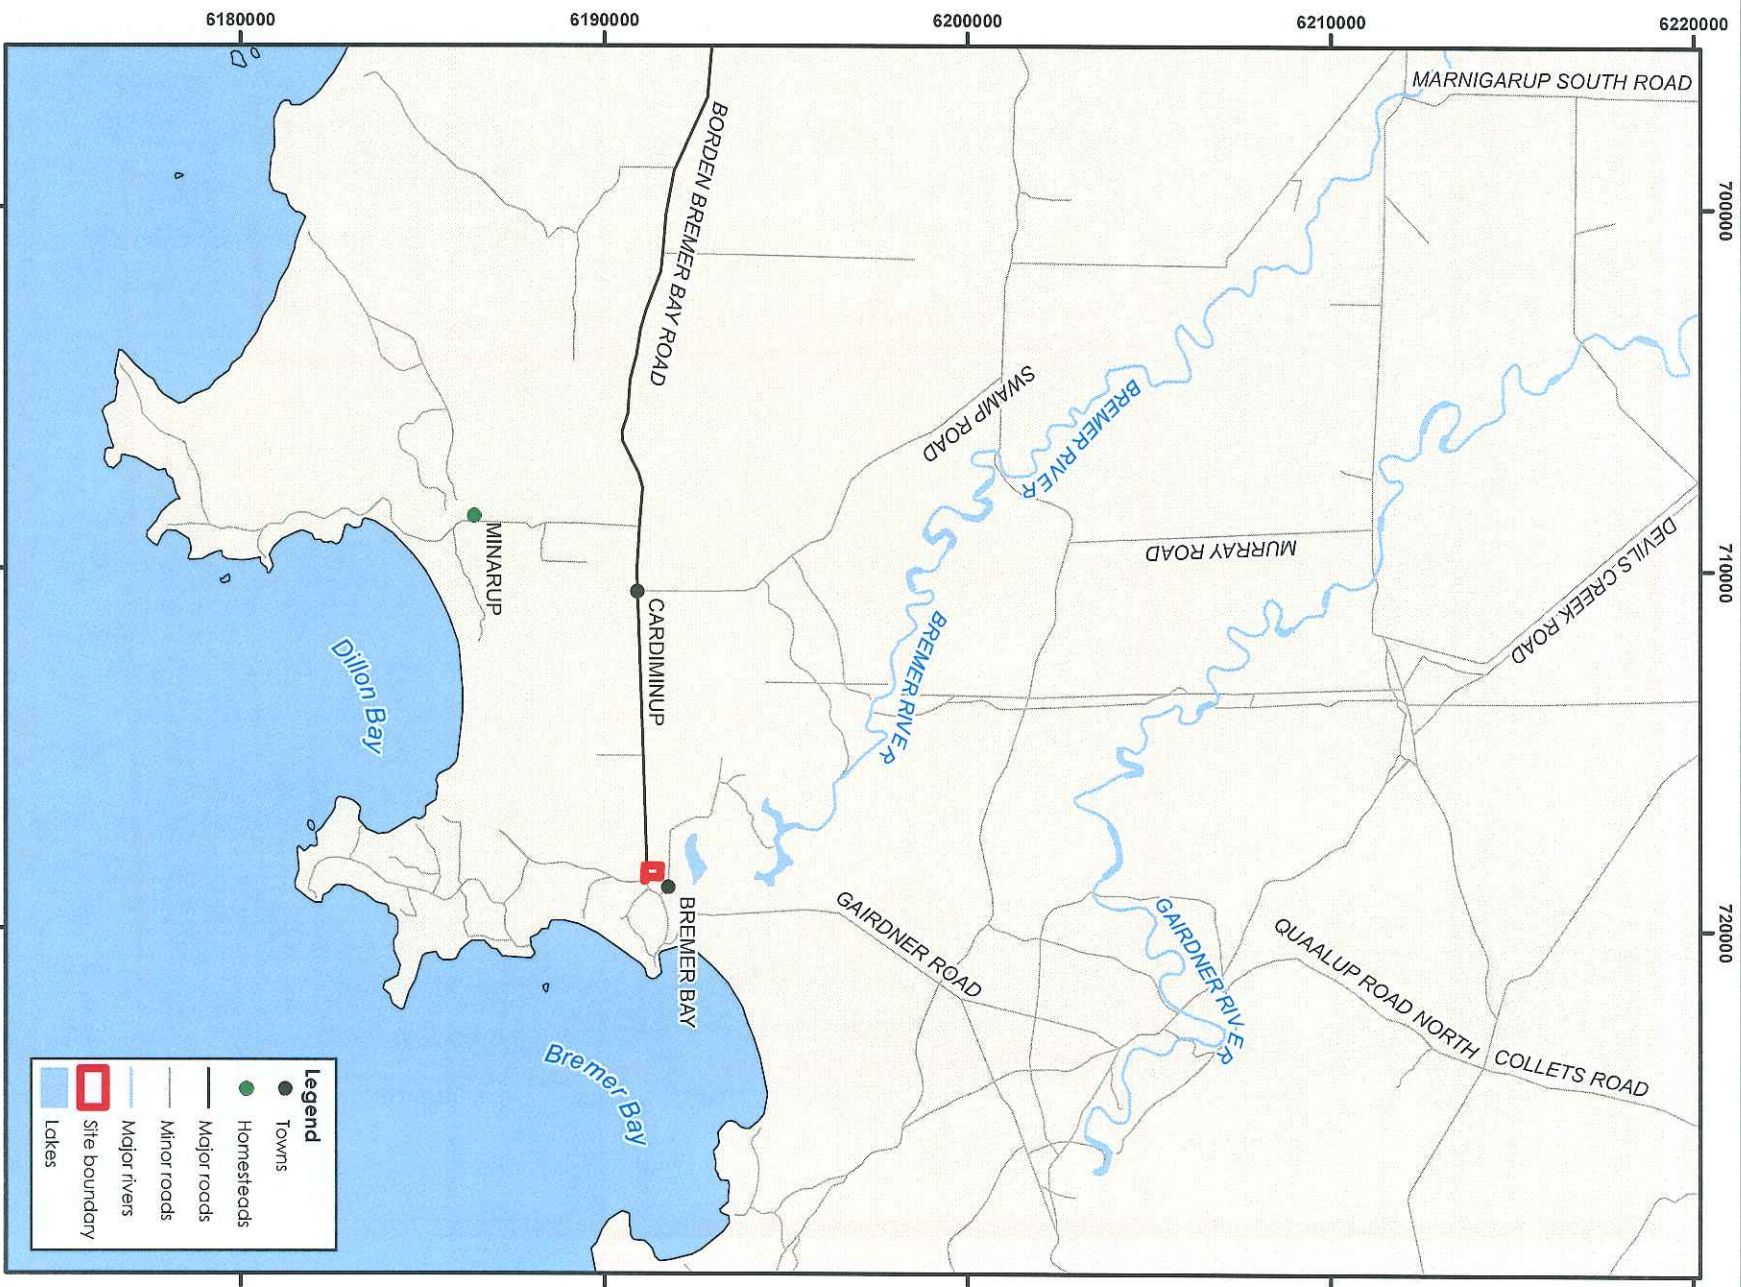 6180000
6190000
6200000
6210000
6220000
700000
710000
720000
MARNIGARUP SOUTH ROAD
BORDEN BREMER BAY ROAD
SWAMP ROAD
BREMER RIVER
MURRAY ROAD
DEVILS CREEK ROAD
MINARUP
CARDIMINUP
BREMER RIVER
Dillon Bay
GAIRDNER ROAD
GAIRDNER RIVER
QUAALUP ROAD NORTH
COLLETS ROAD
BREMER BAY
Bremer Bay
Legend
Towns
Homesteads
Major roads
Minor roads
Major rivers
Site boundary
Lakes